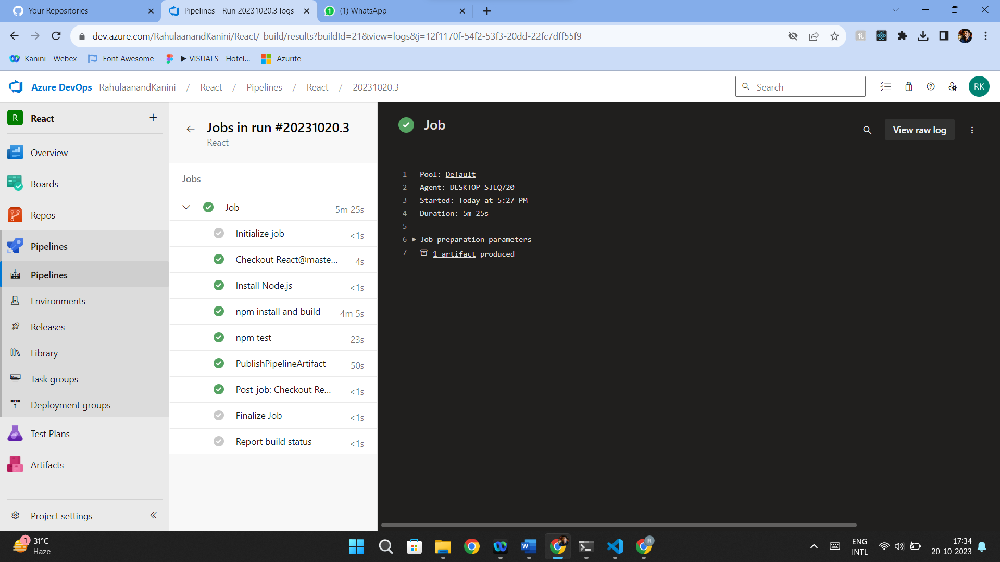 Your Repositories
Pipelines - Run 20231020.3 logs
(1) WhatsApp
dev.azure.com/RahulaanandKanini/React/_build/results?buildId=21&view=logs&j=12f1170f-54f2-53f3-20dd-22fc7dff55f9
Kanini - Webex
Font Awesome
▶ VISUALS - Hotel...
Azurite
Azure DevOps RahulaanandKanini / React / Pipelines / React / 20231020.3
Search
RK
R React
Overview
Boards
Repos
Pipelines
Pipelines
Environments
Releases
Library
Task groups
Deployment groups
Test Plans
Artifacts
Project settings
Jobs in run #20231020.3
React
Jobs
Job 5m 25s
Initialize job <1s
Checkout React@maste... 4s
Install Node.js <1s
npm install and build 4m 5s
npm test 23s
PublishPipelineArtifact 50s
Post-job: Checkout Re... <1s
Finalize Job <1s
Report build status <1s
Job
View raw log
1 Pool: Default
2 Agent: DESKTOP-SJEQ720
3 Started: Today at 5:27 PM
4 Duration: 5m 25s
5
6 Job preparation parameters
7 1 artifact produced
1
31°C
Haze
R
ENG
INTL
17:34
20-10-2023